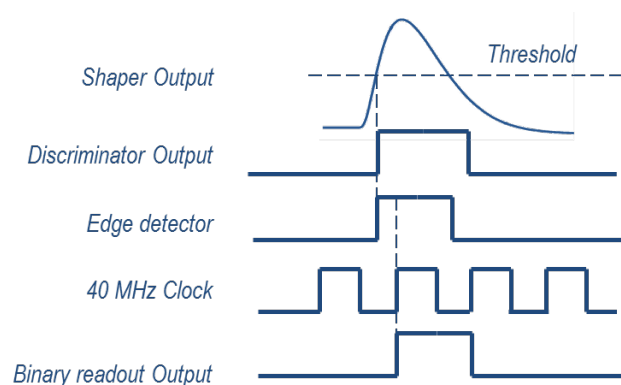 Threshold
Shaper Output
Discriminator Output
Edge detector
40 MHz Clock
Binary readout Output